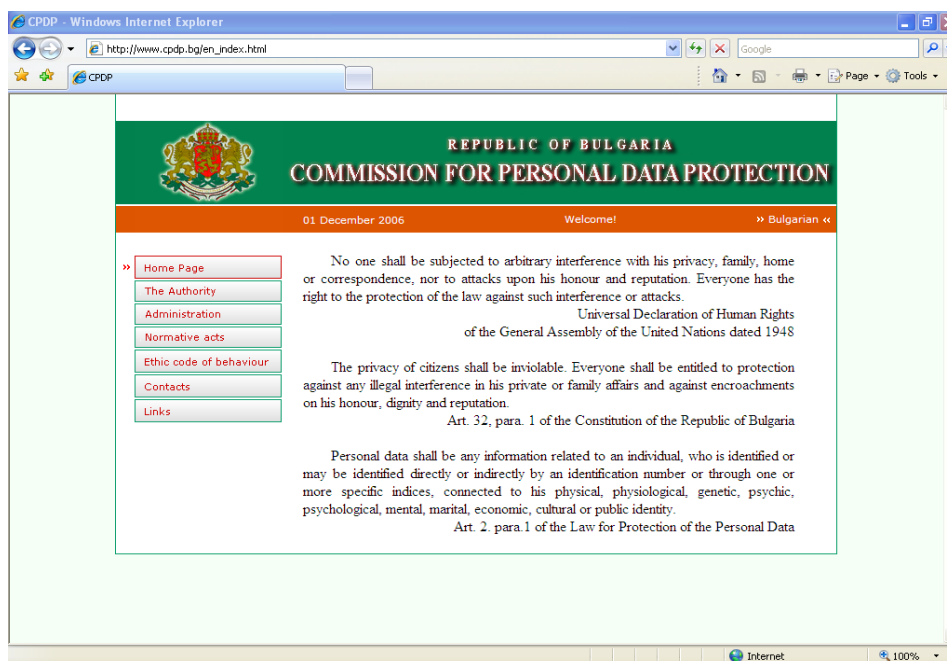 CPDP - Windows Internet Explorer
http://www.cpdp.bg/en_index.html
Google
CPDP
Page
Tools
REPUBLIC OF BULGARIA
COMMISSION FOR PERSONAL DATA PROTECTION
01 December 2006
Welcome!
›› Bulgarian ‹‹
›› Home Page
The Authority
Administration
Normative acts
Ethic code of behaviour
Contacts
Links
No one shall be subjected to arbitrary interference with his privacy, family, home
or correspondence, nor to attacks upon his honour and reputation. Everyone has the
right to the protection of the law against such interference or attacks.
Universal Declaration of Human Rights
of the General Assembly of the United Nations dated 1948
The privacy of citizens shall be inviolable. Everyone shall be entitled to protection
against any illegal interference in his private or family affairs and against encroachments
on his honour, dignity and reputation.
Art. 32, para. 1 of the Constitution of the Republic of Bulgaria
Personal data shall be any information related to an individual, who is identified or
may be identified directly or indirectly by an identification number or through one or
more specific indices, connected to his physical, physiological, genetic, psychic,
psychological, mental, marital, economic, cultural or public identity.
Art. 2. para.1 of the Law for Protection of the Personal Data
Internet
100%